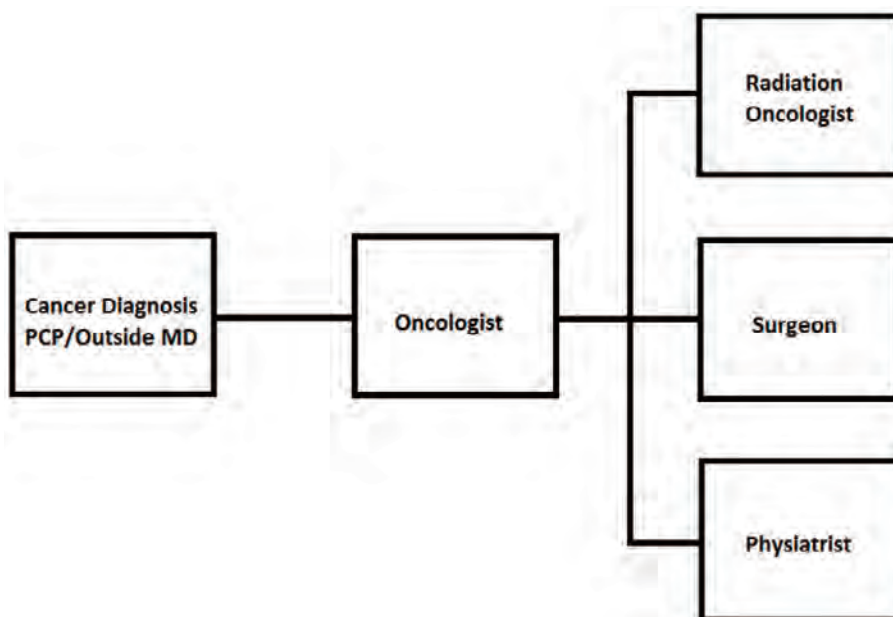 Cancer Diagnosis
PCP/Outside MD
Oncologist
Radiation
Oncologist
Surgeon
Physiatrist